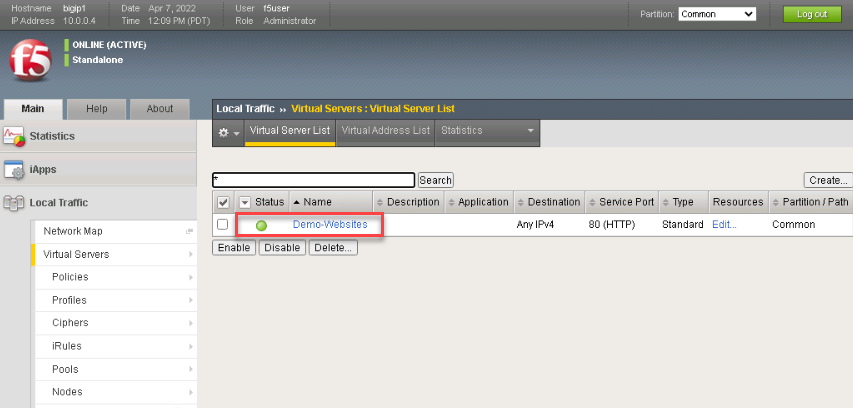 Hostname bigip1 Date Apr 7, 2022 User f5user Partition: Common Log out
IP Address 10.0.0.4 Time 12:09 PM (PDT) Role Administrator
f5
ONLINE (ACTIVE)
Standalone
Main Help About
Local Traffic ›› Virtual Servers : Virtual Server List
Virtual Server List Virtual Address List Statistics
Statistics
iApps
Local Traffic
Network Map
Virtual Servers
Policies
Profiles
Ciphers
iRules
Pools
Nodes
* Search Create...
Status Name Description Application Destination Service Port Type Resources Partition / Path
Demo-Websites Any IPv4 80 (HTTP) Standard Edit... Common
Enable Disable Delete...